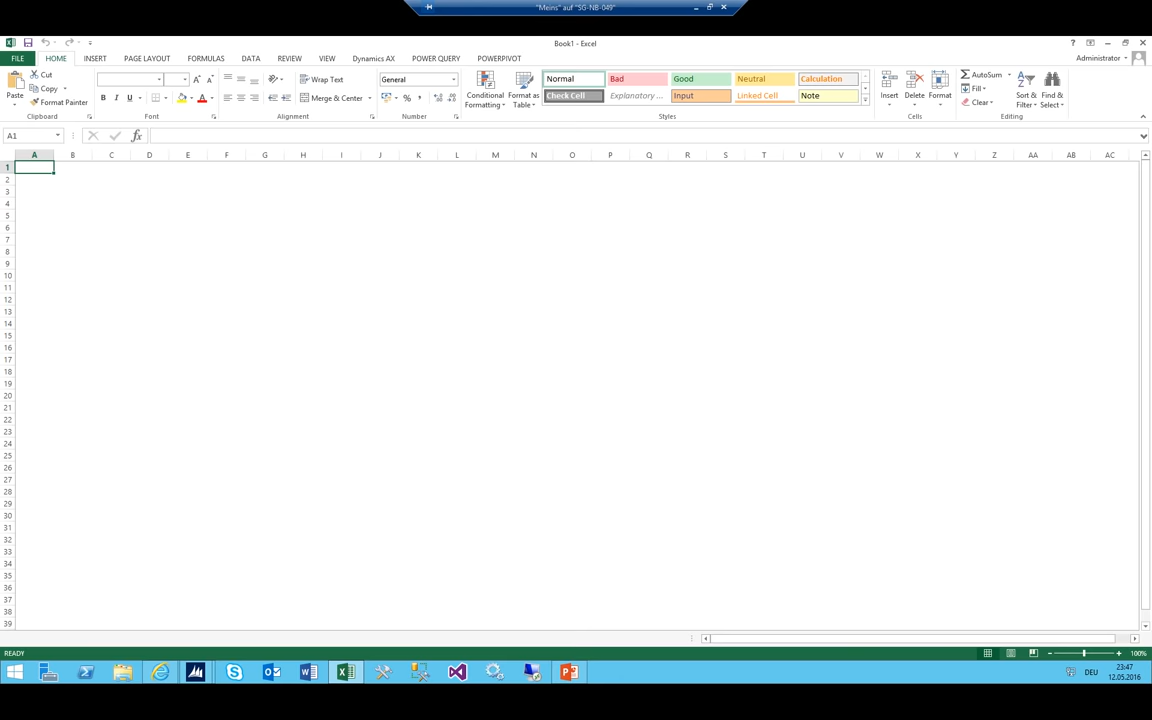 "Meins" auf "SG-NB-049"
Book1 - Excel
FILE HOME INSERT PAGE LAYOUT FORMULAS DATA REVIEW VIEW Dynamics AX POWER QUERY POWERPIVOT Administrator
Paste Cut Copy Format Painter Clipboard
B I U A A Font
Wrap Text Merge & Center Alignment
General % Number
Conditional Formatting Format as Table
Normal Bad Good Neutral Calculation
Check Cell Explanatory ... Input Linked Cell Note
Styles
Insert Delete Format Cells
AutoSum Fill Clear Sort & Filter Find & Select Editing
A1 fx
A B C D E F G H I J K L M N O P Q R S T U V W X Y Z AA AB AC
1
2
3
4
5
6
7
8
9
10
11
12
13
14
15
16
17
18
19
20
21
22
23
24
25
26
27
28
29
30
31
32
33
34
35
36
37
38
39
READY 100%
DEU 23:47
12.05.2016